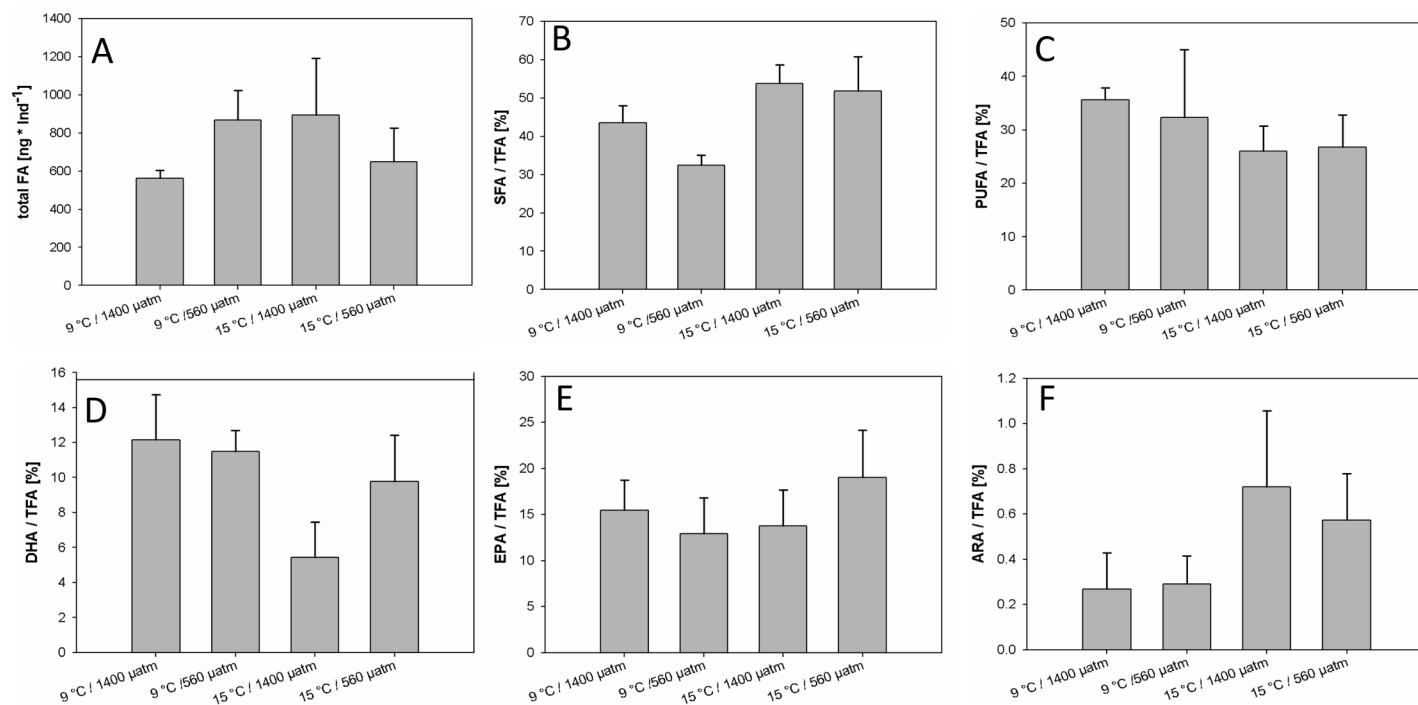 A
total FA [ng * Ind⁻¹]
1400
1200
1000
800
600
400
200
0
9 °C / 1400 µatm
9 °C /560 µatm
15 °C / 1400 µatm
15 °C / 560 µatm
B
SFA / TFA [%]
70
60
50
40
30
20
10
0
9 °C / 1400 µatm
9 °C /560 µatm
15 °C / 1400 µatm
15 °C / 560 µatm
C
PUFA / TFA [%]
50
40
30
20
10
0
9 °C / 1400 µatm
9 °C /560 µatm
15 °C / 1400 µatm
15 °C / 560 µatm
D
DHA / TFA [%]
16
14
12
10
8
6
4
2
0
9 °C / 1400 µatm
9 °C /560 µatm
15 °C / 1400 µatm
15 °C / 560 µatm
E
EPA / TFA [%]
30
25
20
15
10
5
0
9 °C / 1400 µatm
9 °C /560 µatm
15 °C / 1400 µatm
15 °C / 560 µatm
F
ARA / TFA [%]
1.2
1.0
0.8
0.6
0.4
0.2
0.0
9 °C / 1400 µatm
9 °C /560 µatm
15 °C / 1400 µatm
15 °C / 560 µatm